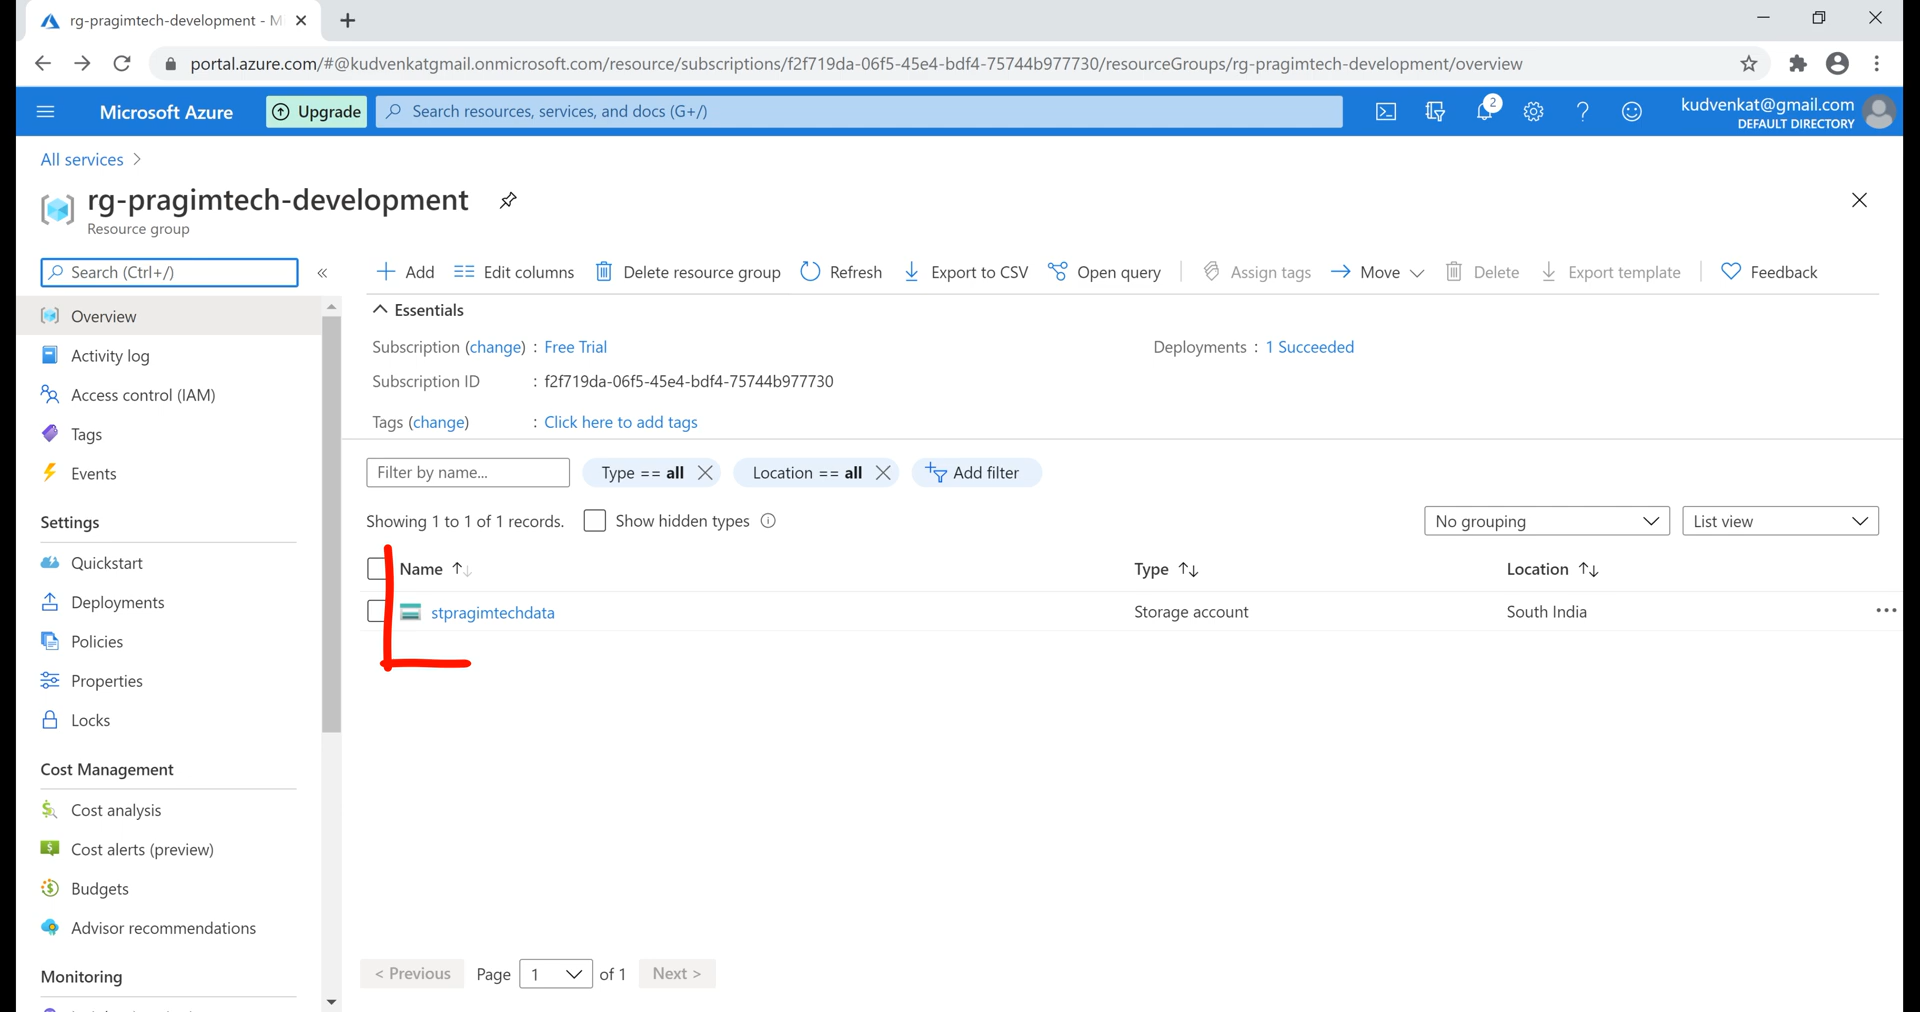 rg-pragimtech-development - M
portal.azure.com/#@kudvenkatgmail.onmicrosoft.com/resource/subscriptions/f2f719da-06f5-45e4-bdf4-75744b977730/resourceGroups/rg-pragimtech-development/overview
Microsoft Azure Upgrade Search resources, services, and docs (G+/) 2 kudvenkat@gmail.com
DEFAULT DIRECTORY
All services >
rg-pragimtech-development
Resource group
Search (Ctrl+/) «
Add Edit columns Delete resource group Refresh Export to CSV Open query Assign tags Move Delete Export template Feedback
Overview
Activity log
Access control (IAM)
Tags
Events
Settings
Quickstart
Deployments
Policies
Properties
Locks
Cost Management
Cost analysis
Cost alerts (preview)
Budgets
Advisor recommendations
Monitoring
Essentials
Subscription (change) : Free Trial Deployments : 1 Succeeded
Subscription ID : f2f719da-06f5-45e4-bdf4-75744b977730
Tags (change) : Click here to add tags
Filter by name... Type == all Location == all Add filter
Showing 1 to 1 of 1 records. Show hidden types No grouping List view
Name Type Location
stpragimtechdata Storage account South India
< Previous Page 1 of 1 Next >